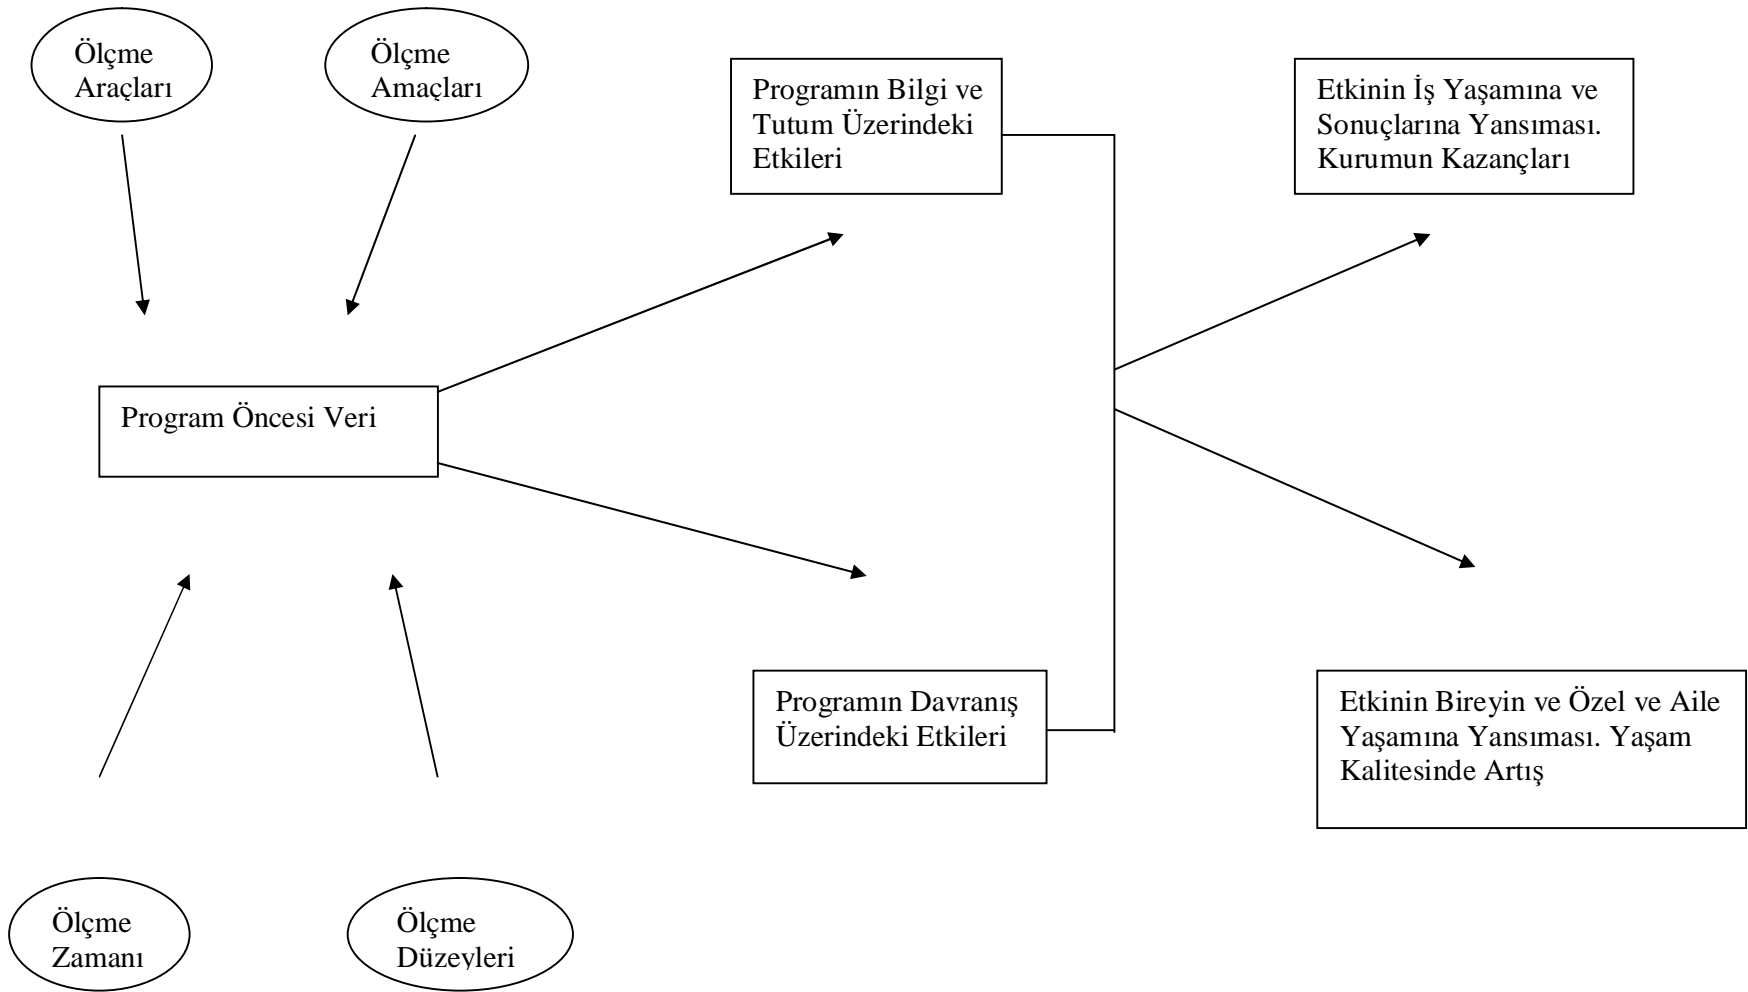 Ölçme
Araçları
Ölçme
Amaçları
Programın Bilgi ve
Tutum Üzerindeki
Etkileri
Etkinin İş Yaşamına ve
Sonuçlarına Yansıması.
Kurumun Kazançları
Program Öncesi Veri
Programın Davranış
Üzerindeki Etkileri
Etkinin Bireyin ve Özel ve Aile
Yaşamına Yansıması. Yaşam
Kalitesinde Artış
Ölçme
Zamanı
Ölçme
Düzeyleri